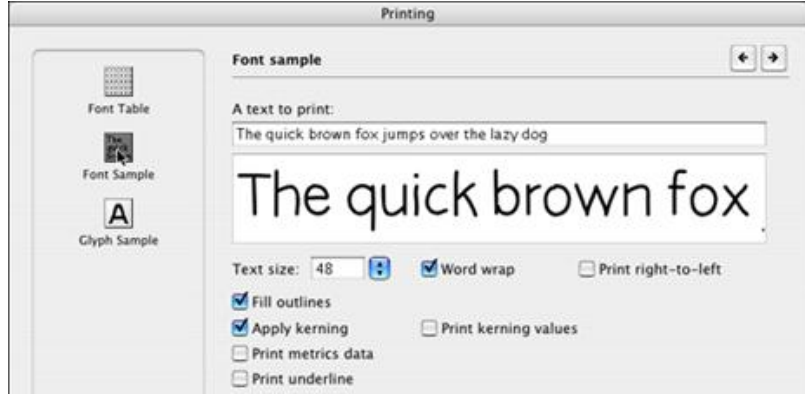 Printing
Font Table
Font Sample
Glyph Sample
Font sample
A text to print:
The quick brown fox jumps over the lazy dog
The quick brown fox
Text size: 48
Word wrap
Print right-to-left
Fill outlines
Apply kerning
Print kerning values
Print metrics data
Print underline